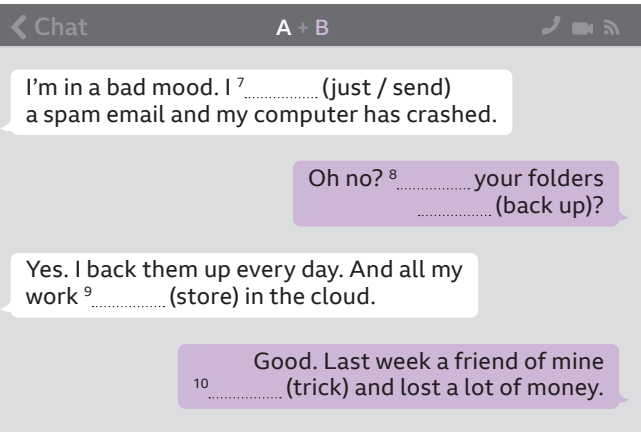 Chat
A + B
I'm in a bad mood. I ⁷.............. (just / send)
a spam email and my computer has crashed.
Oh no? ⁸.............. your folders
.............. (back up)?
Yes. I back them up every day. And all my
work ⁹.............. (store) in the cloud.
Good. Last week a friend of mine
¹⁰.............. (trick) and lost a lot of money.